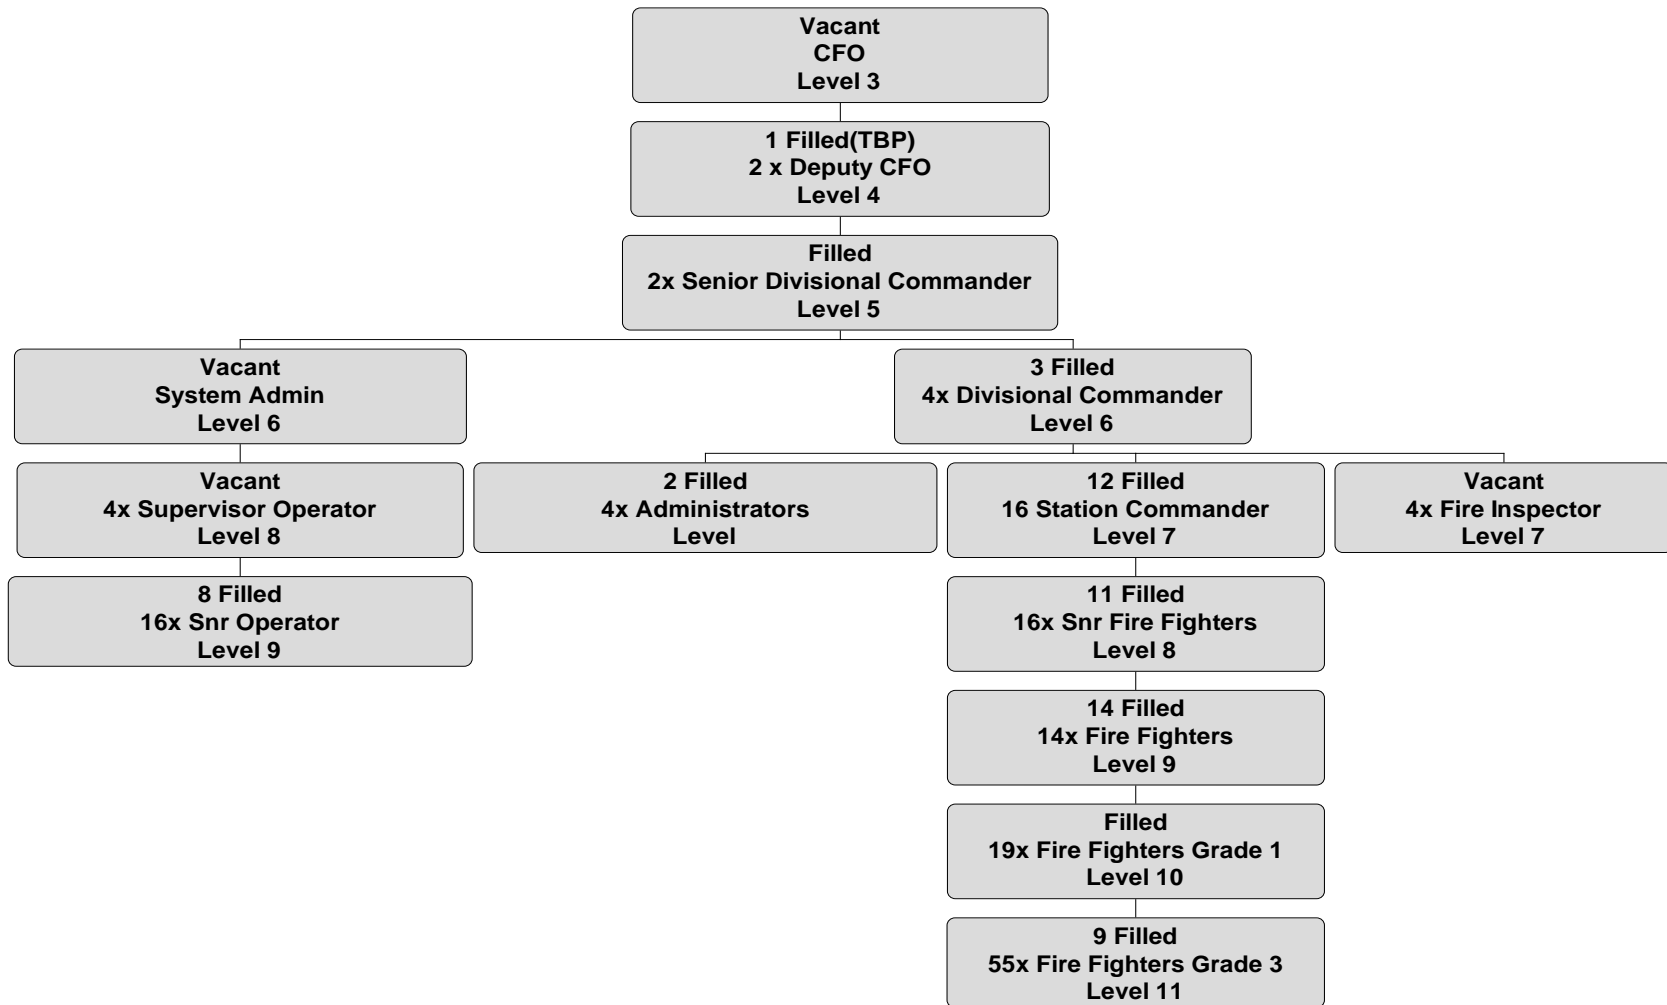 Vacant
CFO
Level 3
1 Filled(TBP)
2 x Deputy CFO
Level 4
Filled
2x Senior Divisional Commander
Level 5
Vacant
System Admin
Level 6
3 Filled
4x Divisional Commander
Level 6
Vacant
4x Supervisor Operator
Level 8
2 Filled
4x Administrators
Level
12 Filled
16 Station Commander
Level 7
Vacant
4x Fire Inspector
Level 7
8 Filled
16x Snr Operator
Level 9
11 Filled
16x Snr Fire Fighters
Level 8
14 Filled
14x Fire Fighters
Level 9
Filled
19x Fire Fighters Grade 1
Level 10
9 Filled
55x Fire Fighters Grade 3
Level 11